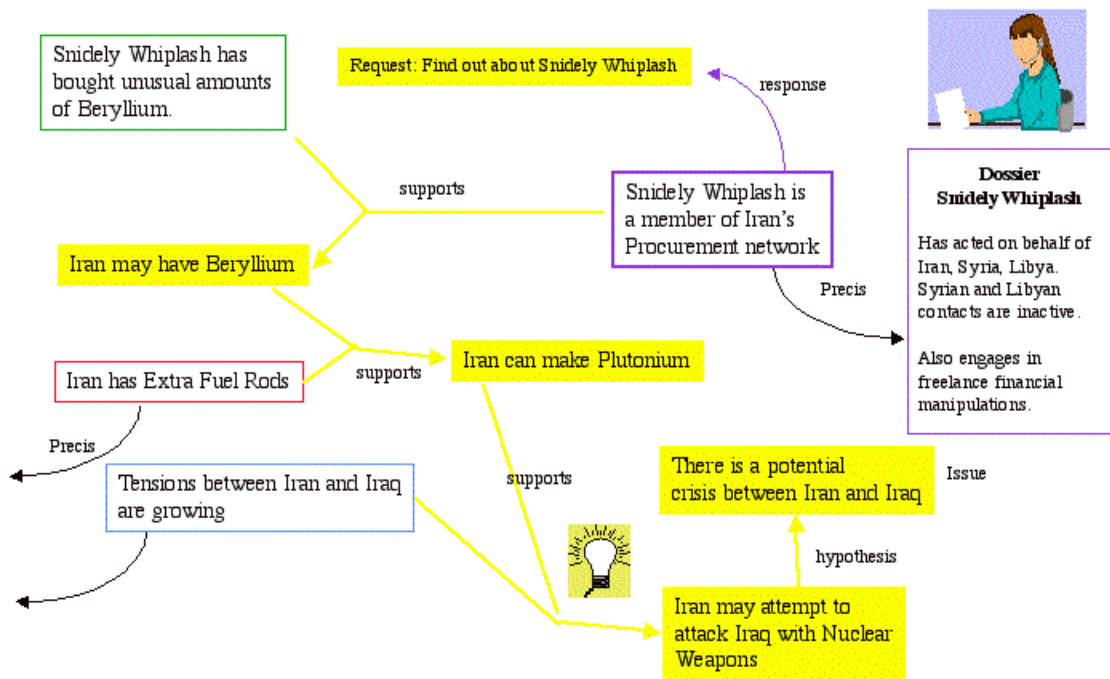 Snidely Whiplash has
bought unusual amounts
of Beryllium.
Request: Find out about Snidely Whiplash
response
supports
Snidely Whiplash is
a member of Iran's
Procurement network
Dossier
Snidely Whiplash
Has acted on behalf of
Iran, Syria, Libya.
Syrian and Libyan
contacts are inactive.
Also engages in
freelance financial
manipulations.
Iran may have Beryllium
Precis
Iran can make Plutonium
supports
Iran has Extra Fuel Rods
Precis
Tensions between Iran and Iraq
are growing
supports
There is a potential
crisis between Iran and Iraq
Issue
hypothesis
Iran may attempt to
attack Iraq with Nuclear
Weapons